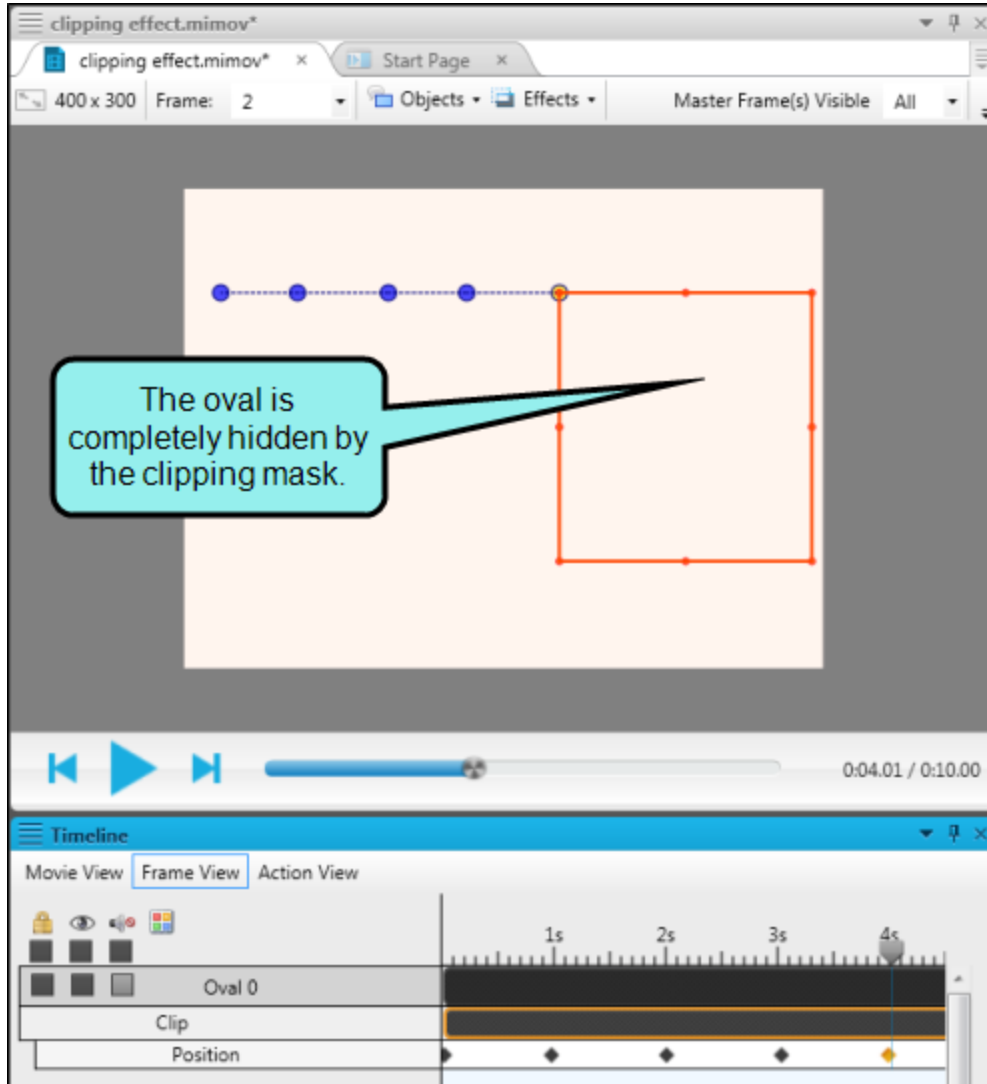 clipping effect.mimov*
clipping effect.mimov* Start Page
400 x 300 Frame: 2 Objects Effects Master Frame(s) Visible All
The oval is
completely hidden by
the clipping mask.
0:04.01 / 0:10.00
Timeline
Movie View Frame View Action View
1s 2s 3s 4s
Oval 0
Clip
Position